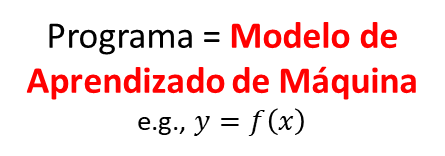 Programa = Modelo de
Aprendizado de Máquina
e.g., y = f(x)